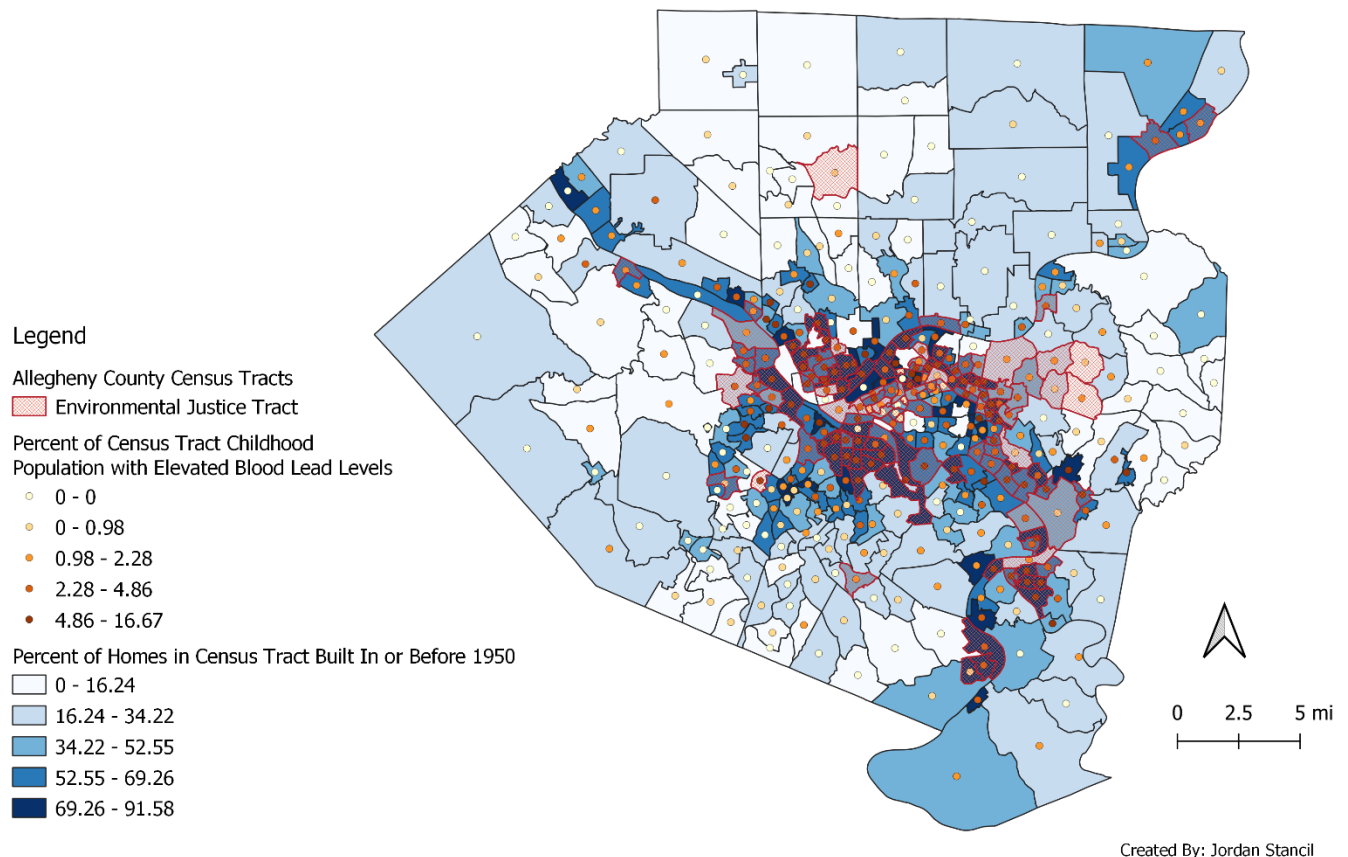 Legend
Allegheny County Census Tracts
Environmental Justice Tract
Percent of Census Tract Childhood
Population with Elevated Blood Lead Levels
0 - 0
0 - 0.98
0.98 - 2.28
2.28 - 4.86
4.86 - 16.67
Percent of Homes in Census Tract Built In or Before 1950
0 - 16.24
16.24 - 34.22
34.22 - 52.55
52.55 - 69.26
69.26 - 91.58
0 2.5 5 mi
Created By: Jordan Stancil